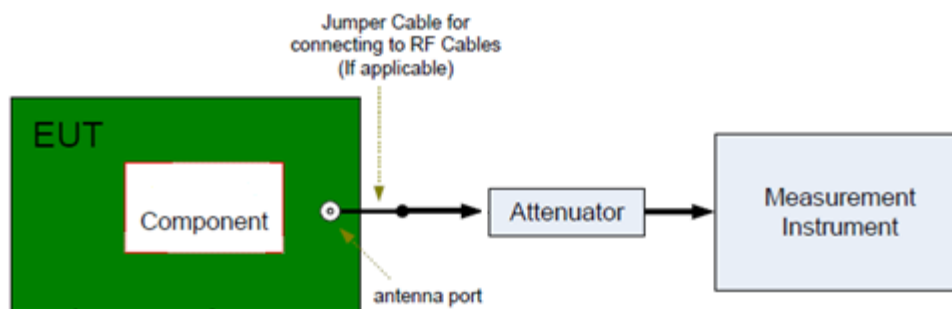 Jumper Cable for
connecting to RF Cables
(If applicable)
EUT
Component
Attenuator
Measurement
Instrument
antenna port